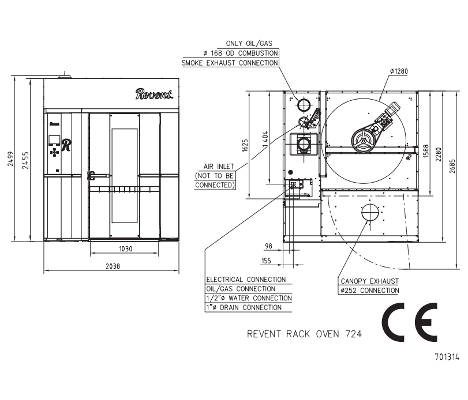 ONLY OIL/GAS
# 168 OD COMBUSTION
SMOKE EXHAUST CONNECTION
Ø1280
Revent
R
2499
2455
1030
2038
1625
1404
1588
2280
2685
AIR INLET
(NOT TO BE
CONNECTED)
98
155
ELECTRICAL CONNECTION
OIL/GAS CONNECTION
1/2"Ø WATER CONNECTION
1"Ø DRAIN CONNECTION
CANOPY EXHAUST
Ø252 CONNECTION
REVENT RACK OVEN 724
CE
701314